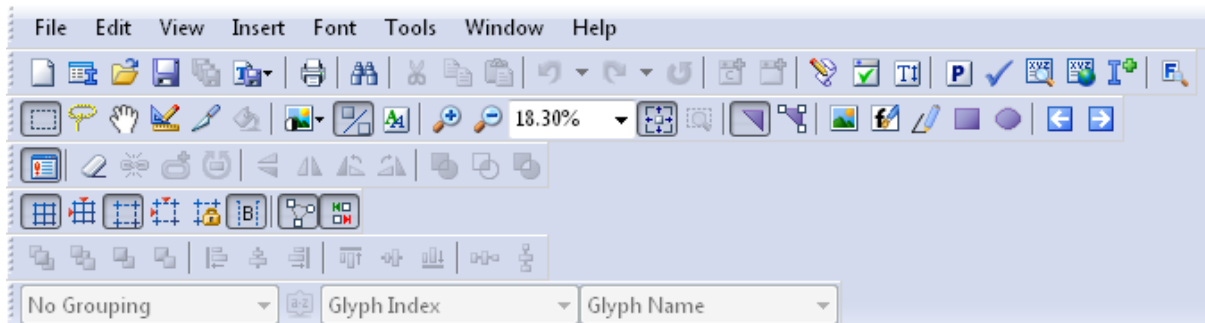 File Edit View Insert Font Tools Window Help
18.30%
No Grouping Glyph Index Glyph Name